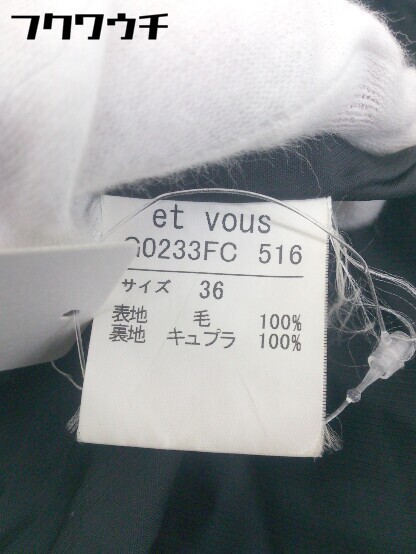 フクワウチ
et vous
G0233FC 516
サイズ 36
表地 毛 100%
裏地 キュプラ 100%